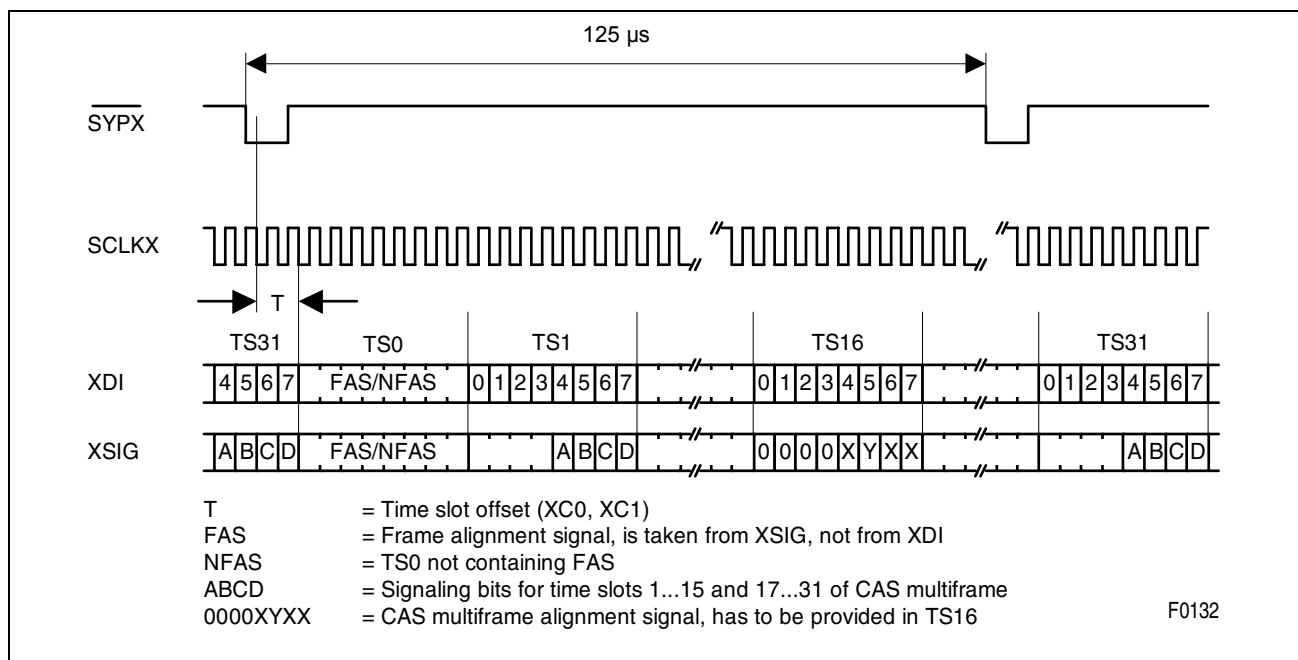 125 µs
SYPX
SCLKX
T
TS31 TS0 TS1 TS16 TS31
XDI 4 5 6 7 FAS/NFAS 0 1 2 3 4 5 6 7 0 1 2 3 4 5 6 7 0 1 2 3 4 5 6 7
XSIG A B C D FAS/NFAS A B C D 0 0 0 0 X Y X X A B C D
T = Time slot offset (XC0, XC1)
FAS = Frame alignment signal, is taken from XSIG, not from XDI
NFAS = TS0 not containing FAS
ABCD = Signaling bits for time slots 1...15 and 17...31 of CAS multiframe
0000XYXX = CAS multiframe alignment signal, has to be provided in TS16
F0132